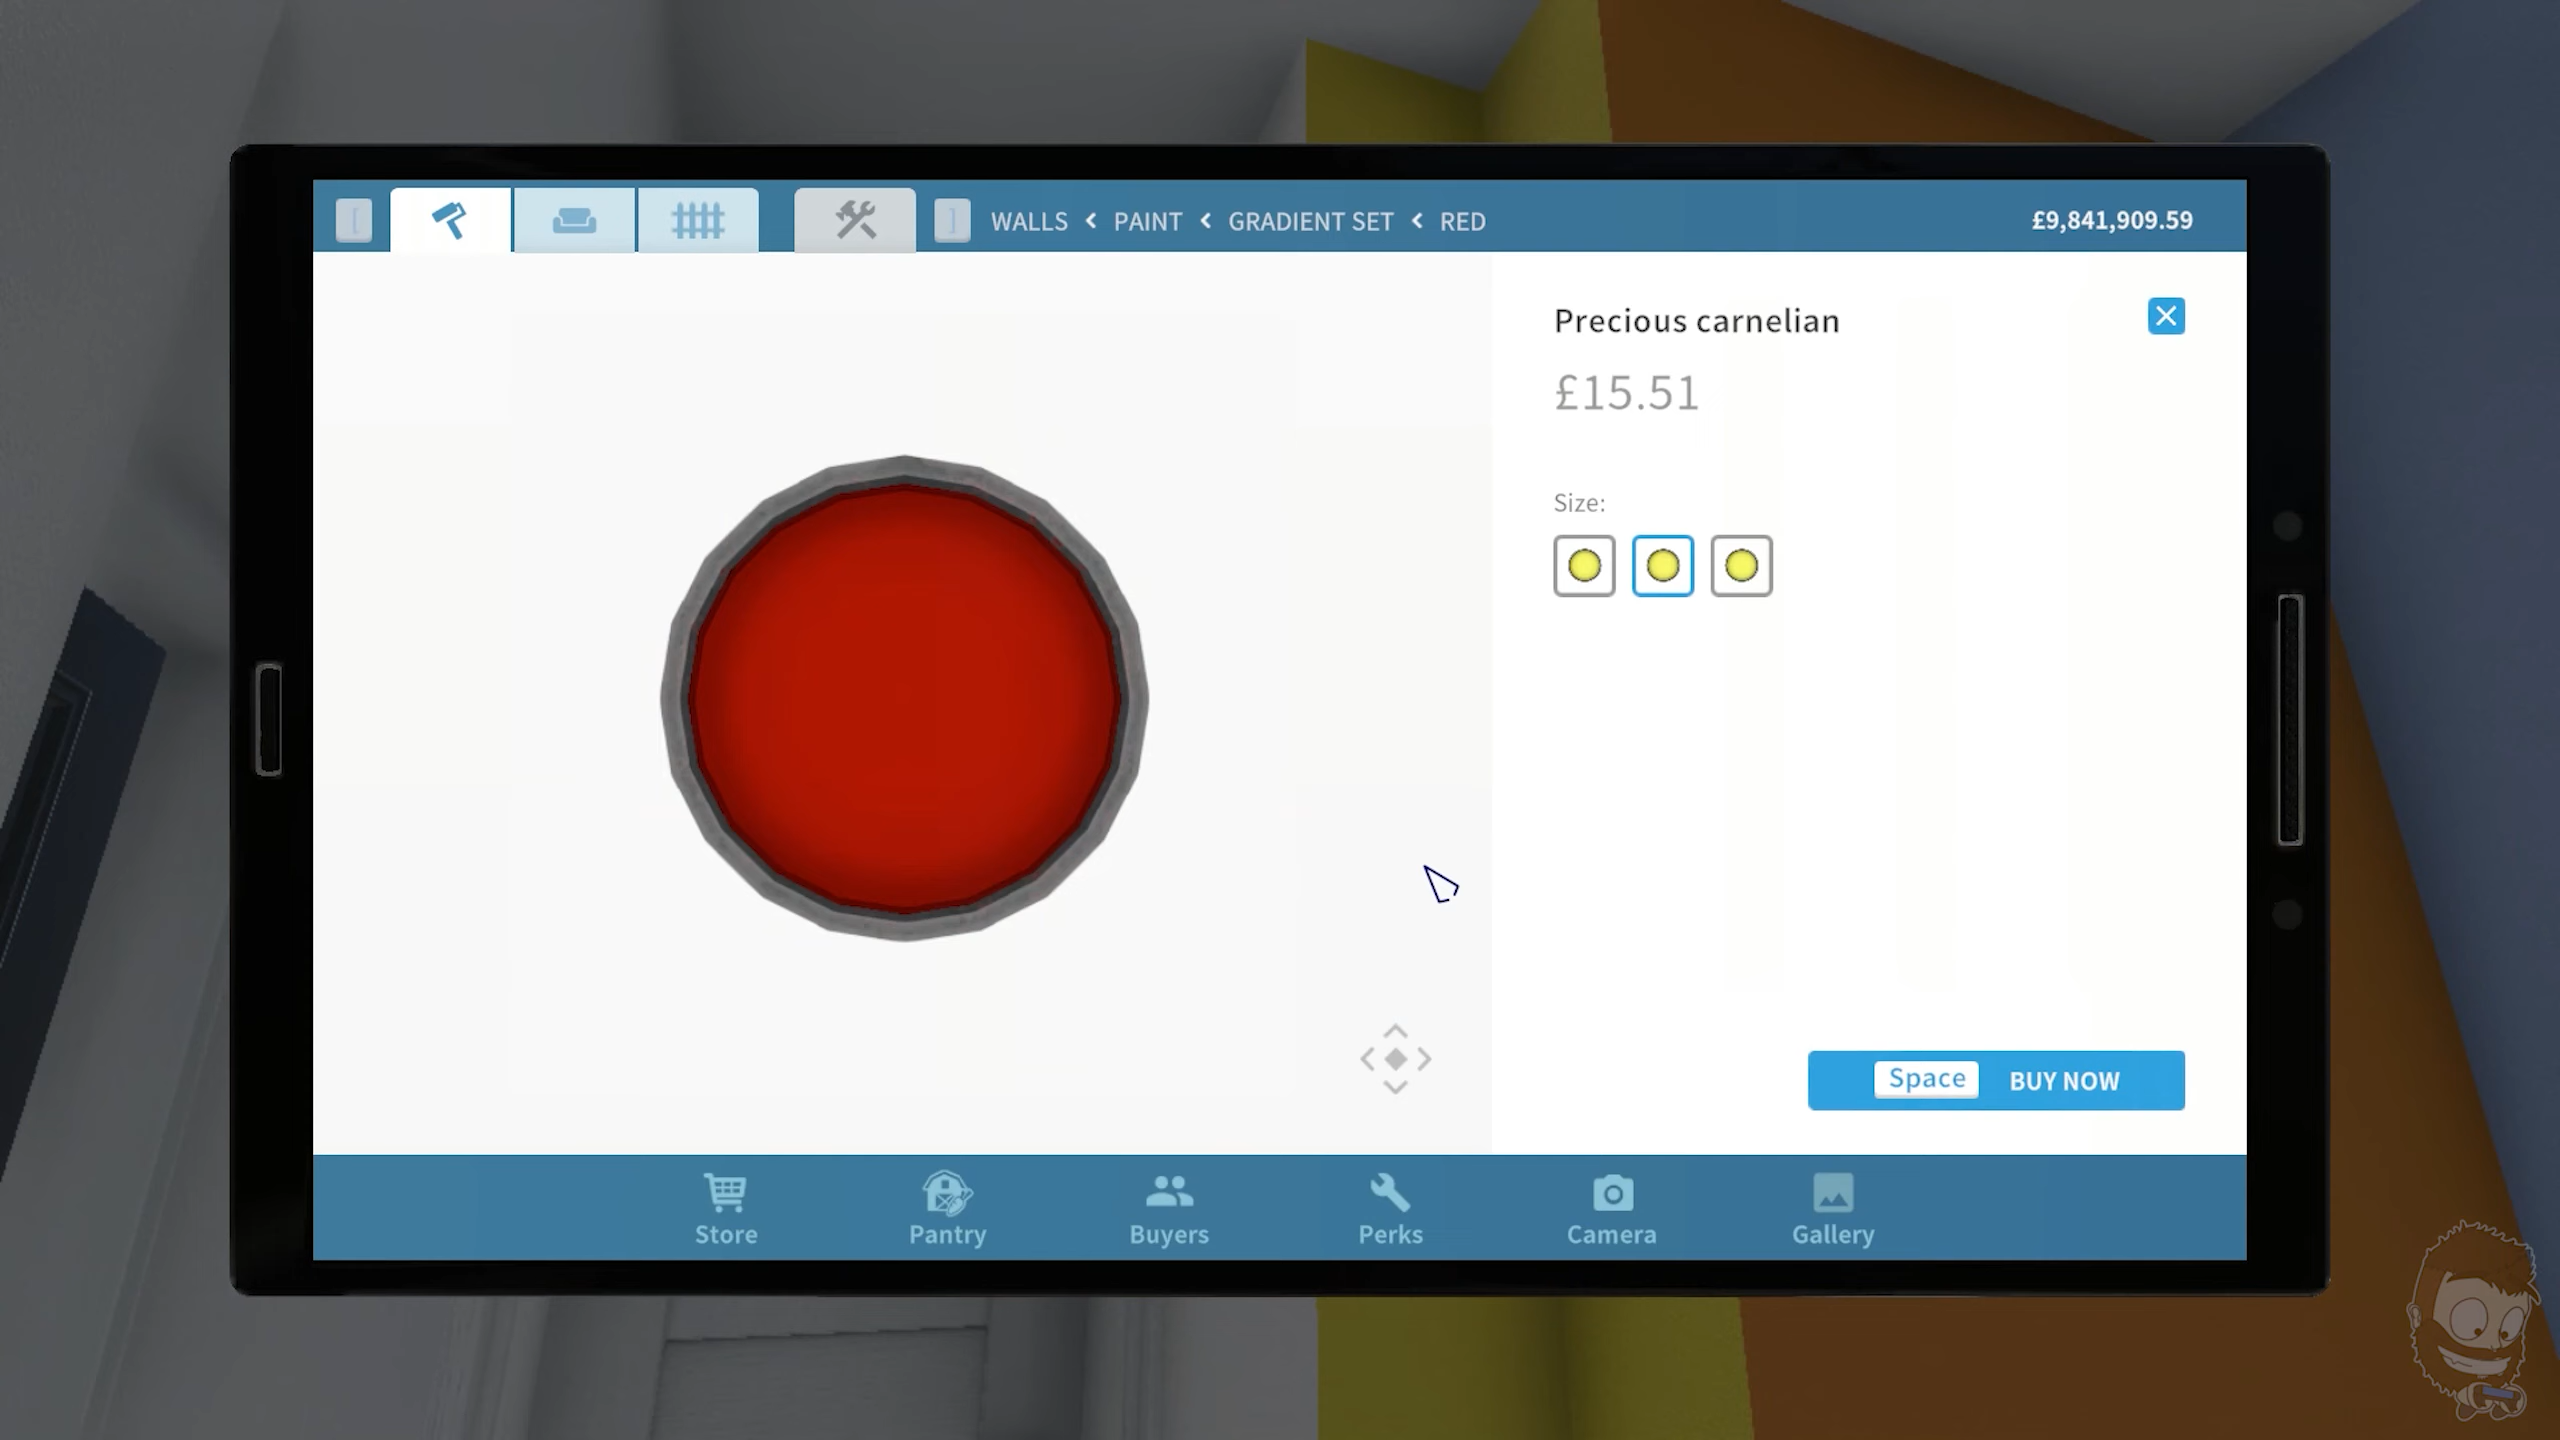 [
]
WALLS < PAINT < GRADIENT SET < RED
£9,841,909.59
Precious carnelian
£15.51
Size:
Space BUY NOW
Store
Pantry
Buyers
Perks
Camera
Gallery